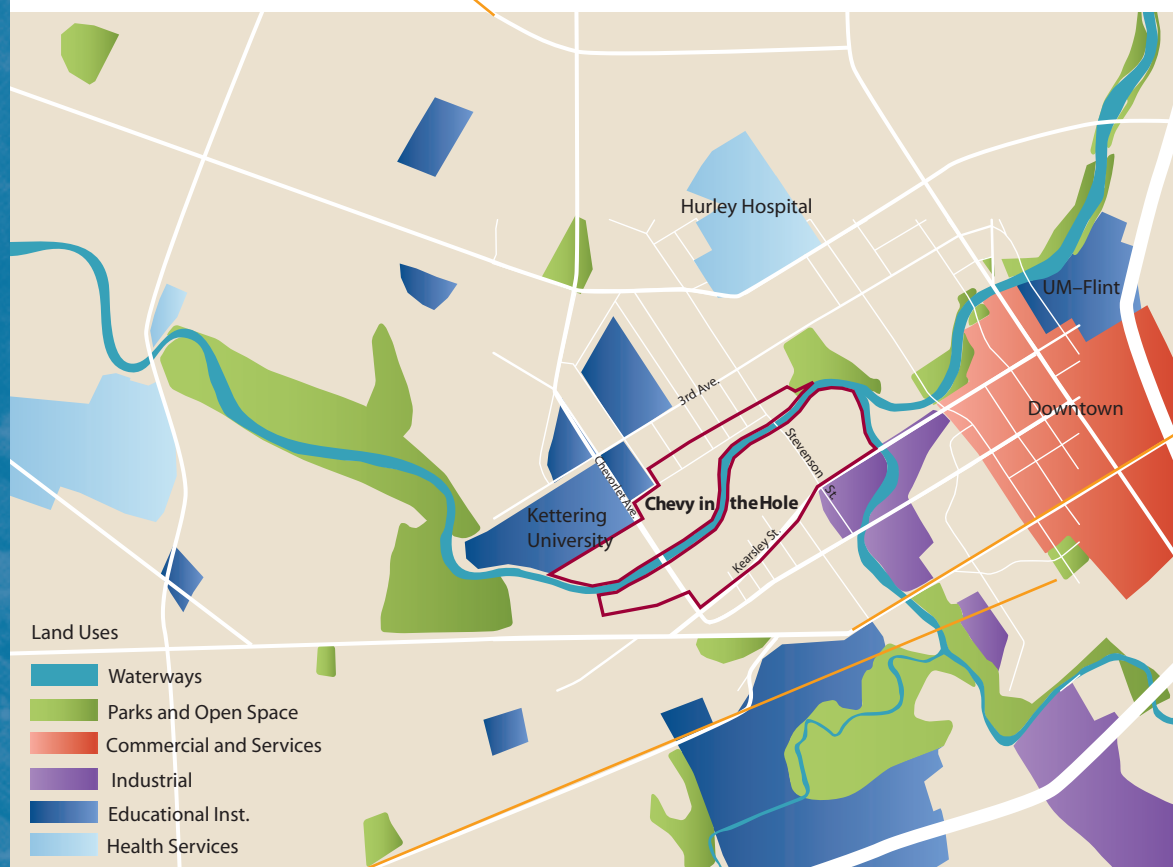 Hurley Hospital
UM–Flint
3rd Ave.
Downtown
Stevenson St.
Chevorlet Ave.
Chevy in the Hole
Kettering
University
Kearsley St.
Land Uses
Waterways
Parks and Open Space
Commercial and Services
Industrial
Educational Inst.
Health Services